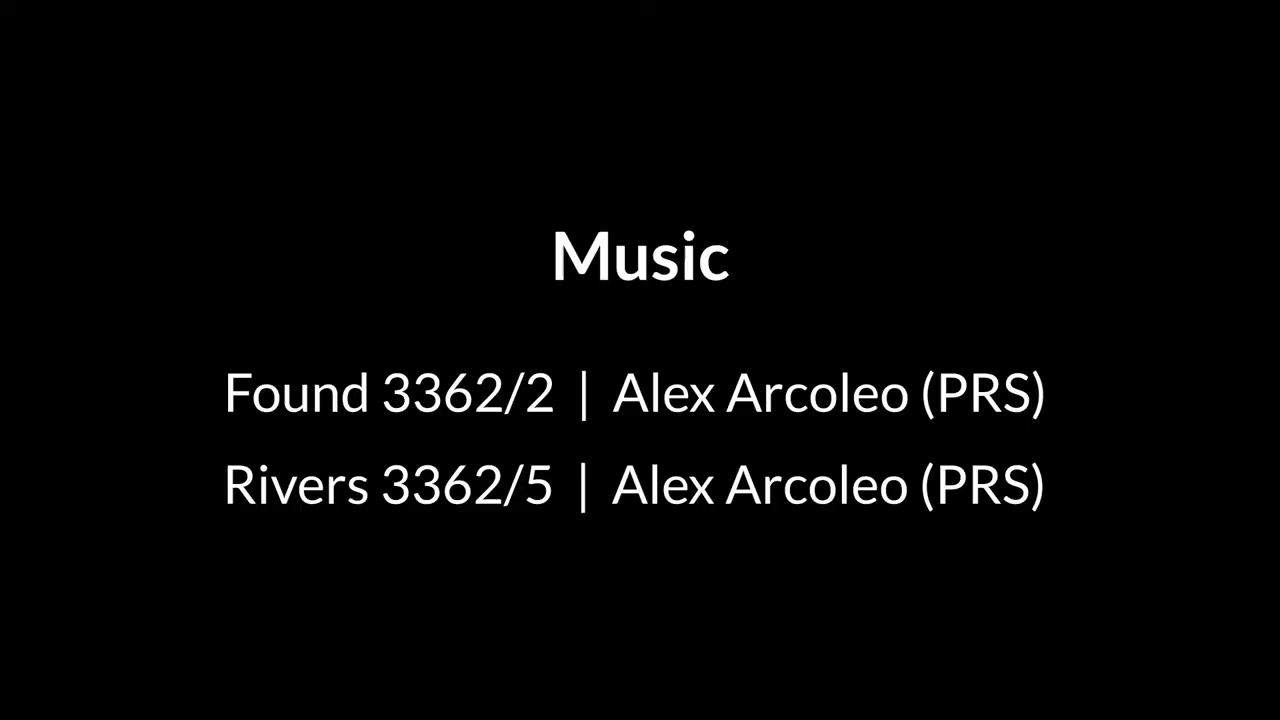 Music
Found 3362/2 | Alex Arcoleo (PRS)
Rivers 3362/5 | Alex Arcoleo (PRS)